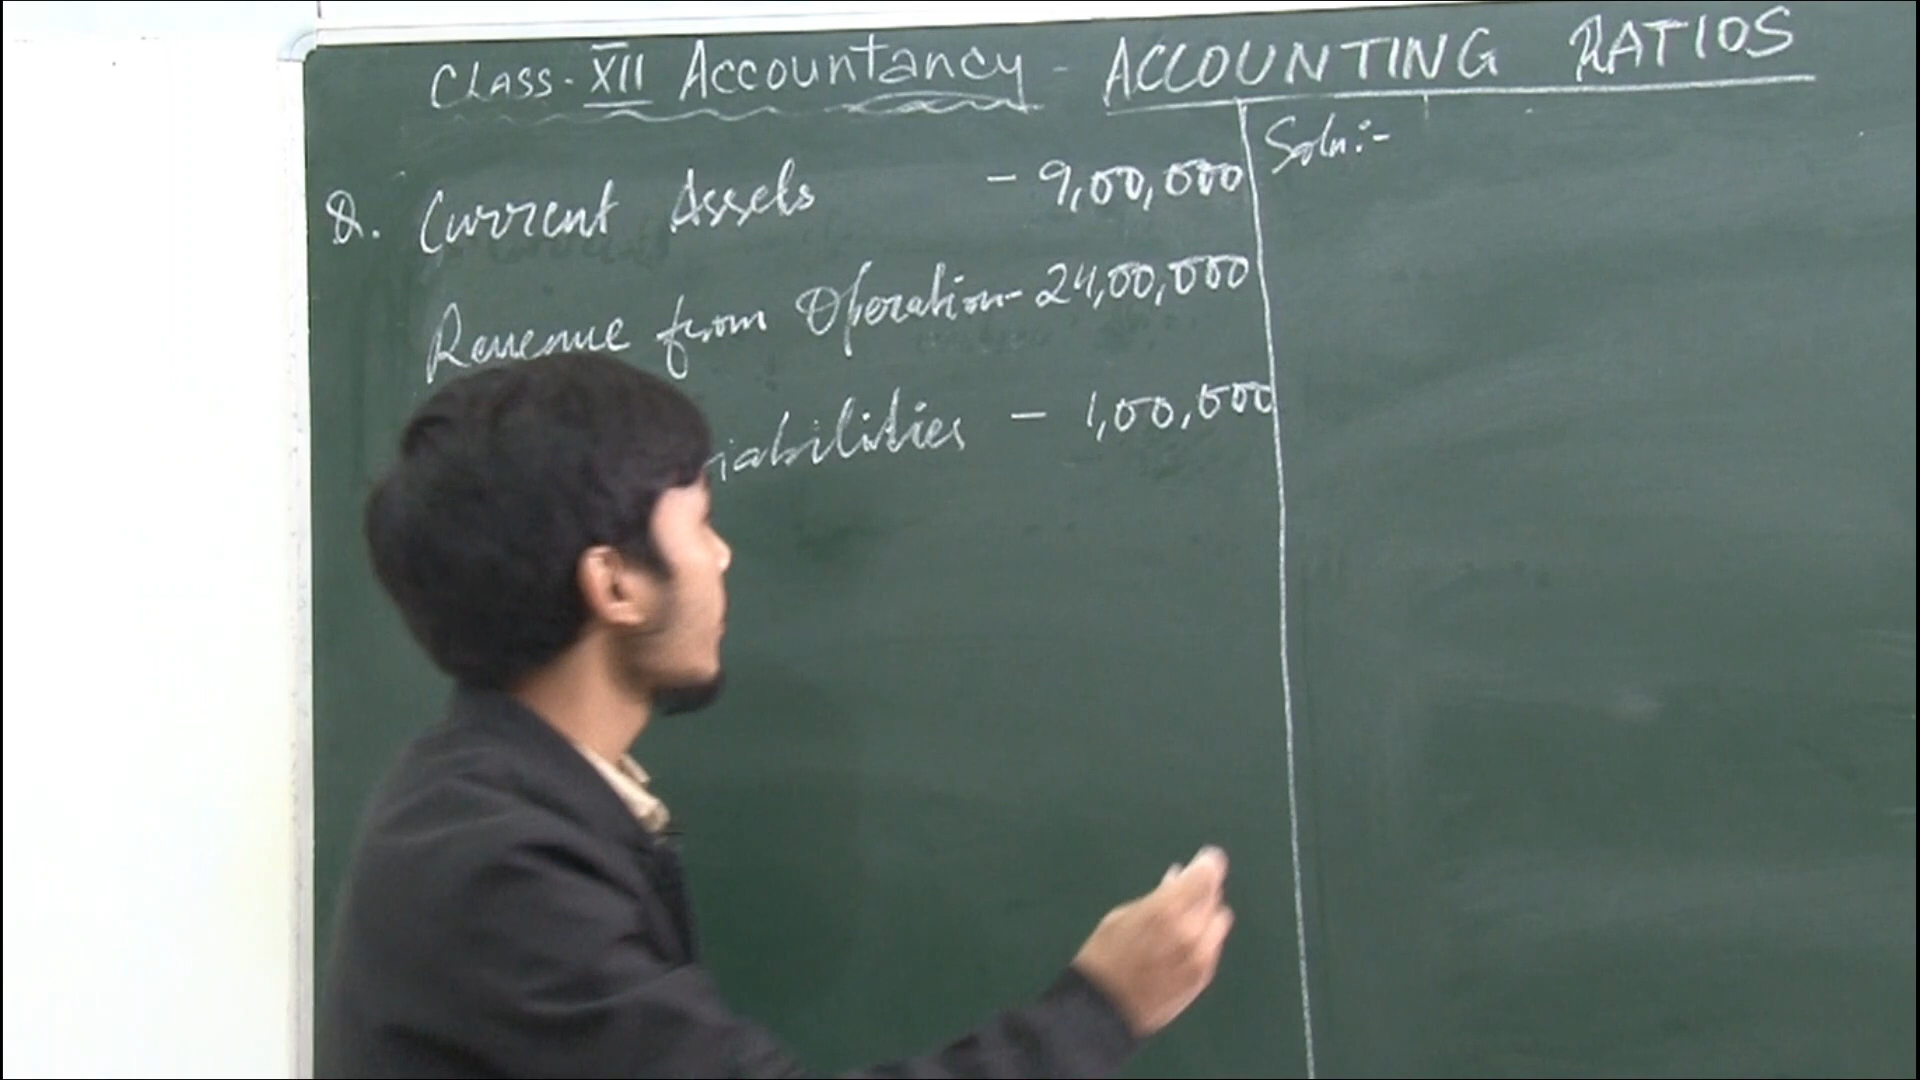 Class - XII Accountancy - ACCOUNTING RATIOS
Q. Current Assets - 9,00,000
Revenue from Operation - 24,00,000
iabilities - 1,00,000
Soln:-